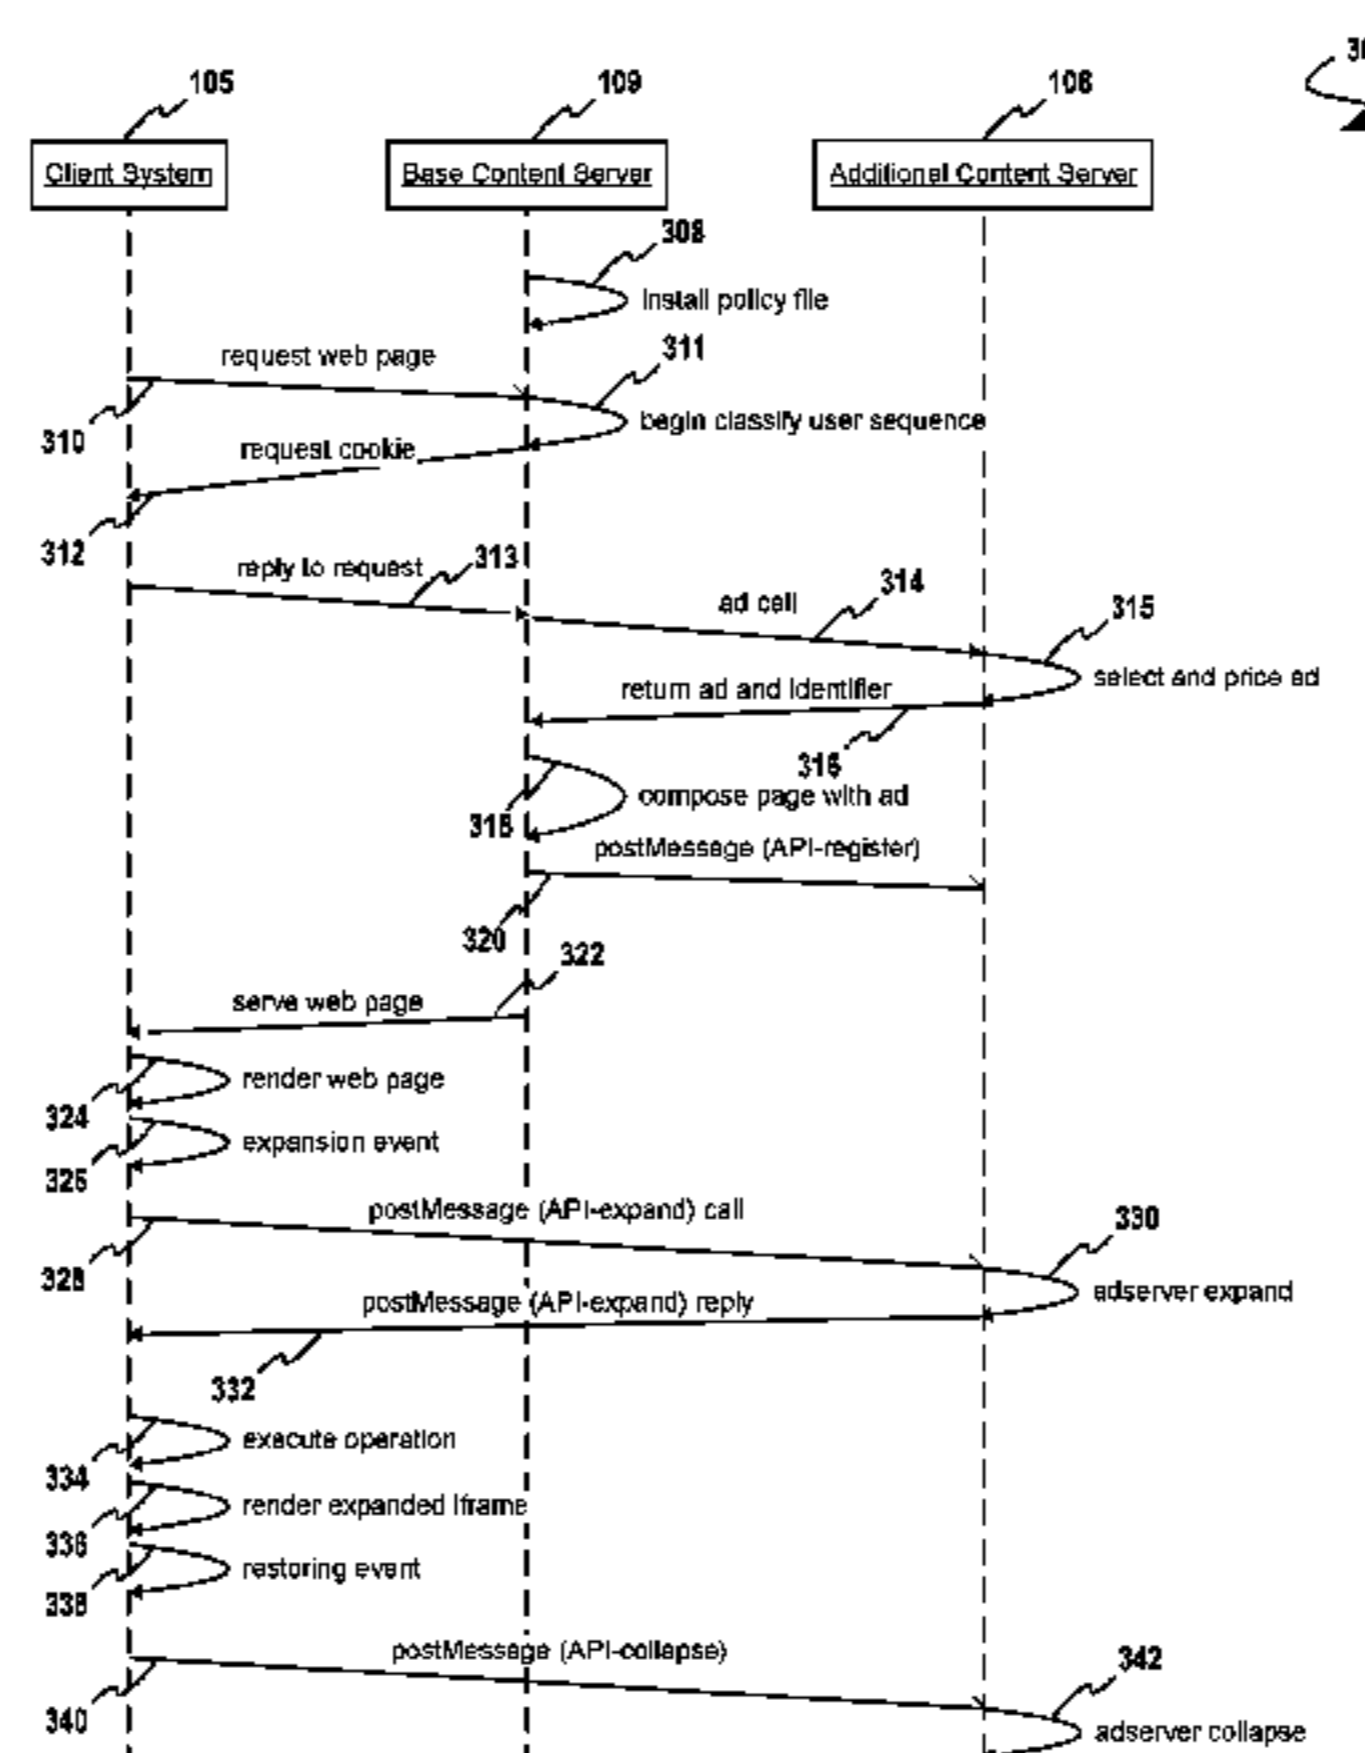 105
109
106
Client System
Base Content Server
Additional Content Server
308
install policy file
request web page
311
310
begin classify user sequence
request cookie
312
reply to request
313
ad call
314
315
select and price ad
return ad and identifier
316
compose page with ad
318
postMessage (API-register)
320
322
serve web page
render web page
324
expansion event
326
postMessage (API-expand) call
330
328
adserver expand
postMessage (API-expand) reply
332
execute operation
334
render expanded iframe
336
restoring event
338
postMessage (API-collapse)
342
340
adserver collapse